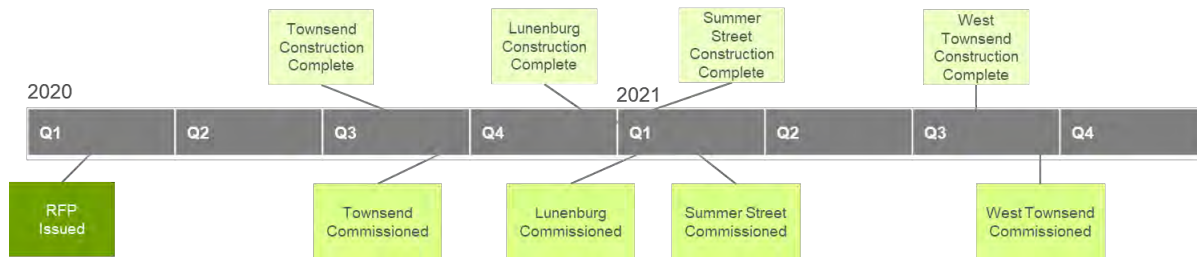 Townsend
Construction
Complete
Lunenburg
Construction
Complete
Summer
Street
Construction
Complete
West
Townsend
Construction
Complete
2020
2021
Q1
Q2
Q3
Q4
Q1
Q2
Q3
Q4
RFP
Issued
Townsend
Commissioned
Lunenburg
Commissioned
Summer Street
Commissioned
West Townsend
Commissioned